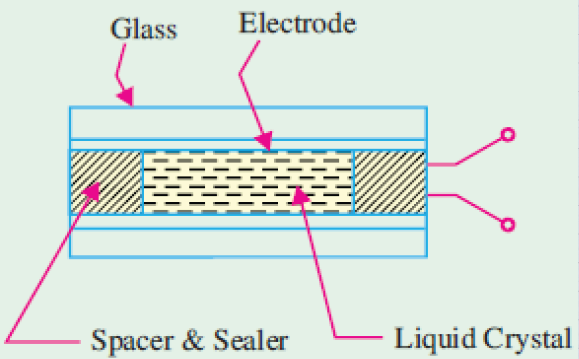 Glass
Electrode
Spacer & Sealer
Liquid Crystal